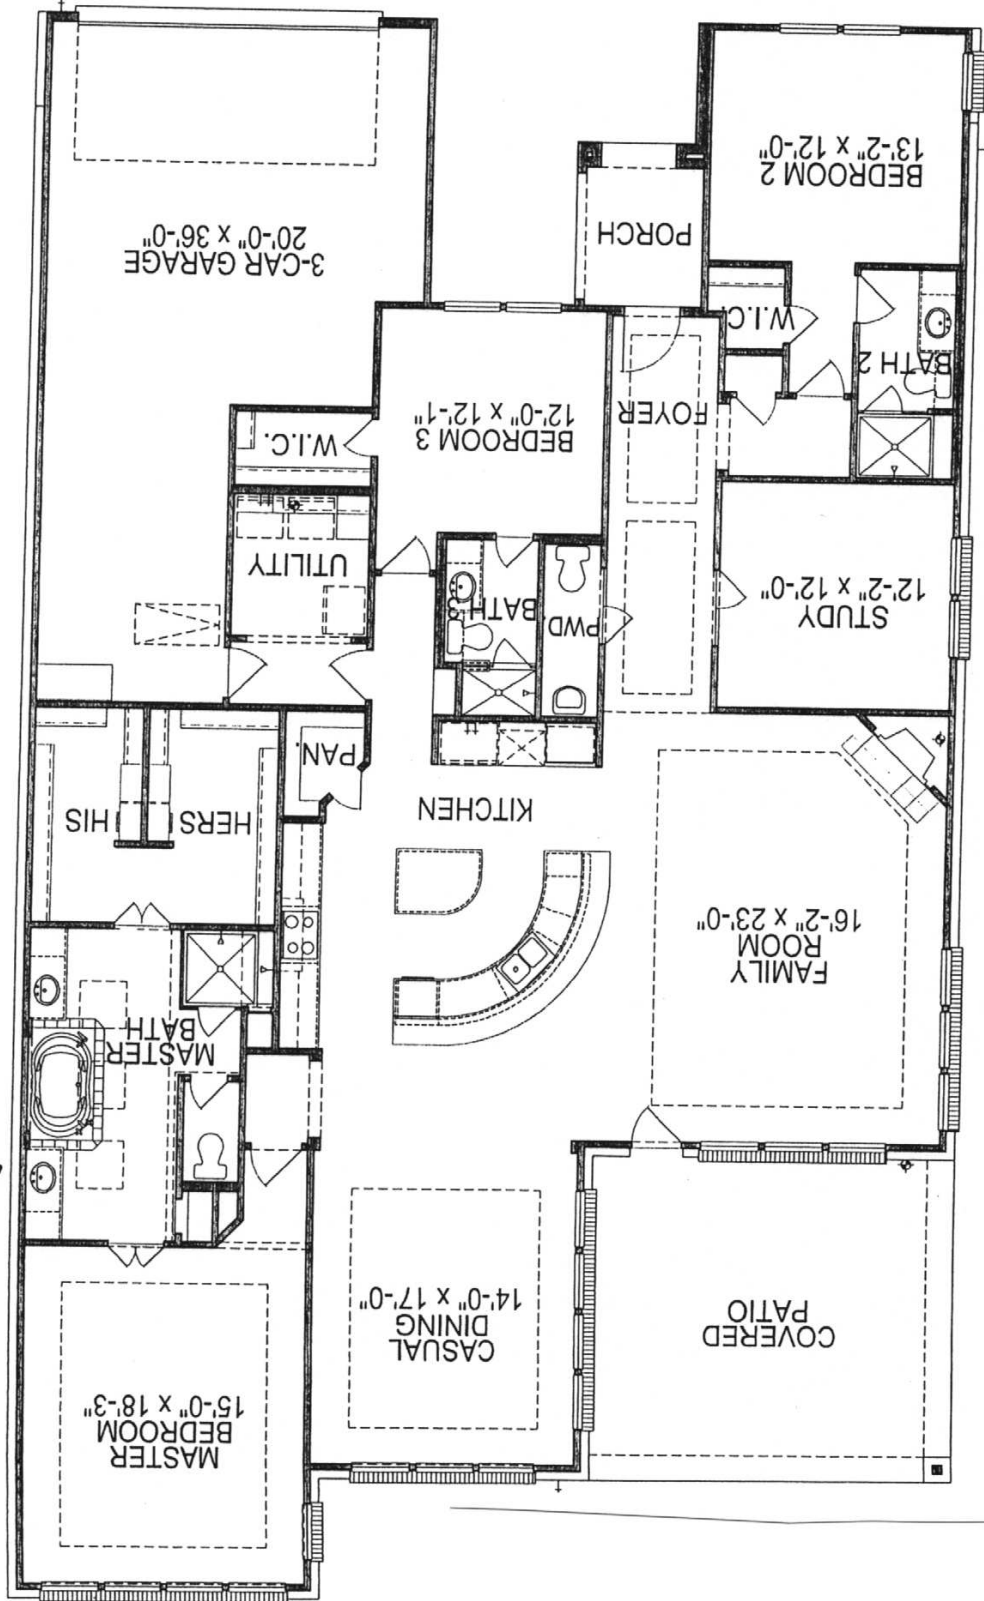 MASTER
BEDROOM
15'-0" x 18'-3"
CASUAL
DINING
14'-0" x 17'-0"
COVERED
PATIO
MASTER
BATH
FAMILY
ROOM
16'-2" x 23'-0"
KITCHEN
HERS
HIS
PAN.
STUDY
12'-2" x 12'-0"
PWD
BATH 3
UTILITY
BEDROOM 3
12'-0" x 12'-1"
W.I.C.
FOYER
BATH 2
W.I.C.
3-CAR GARAGE
20'-0" x 36'-0"
PORCH
BEDROOM 2
13'-2" x 12'-0"